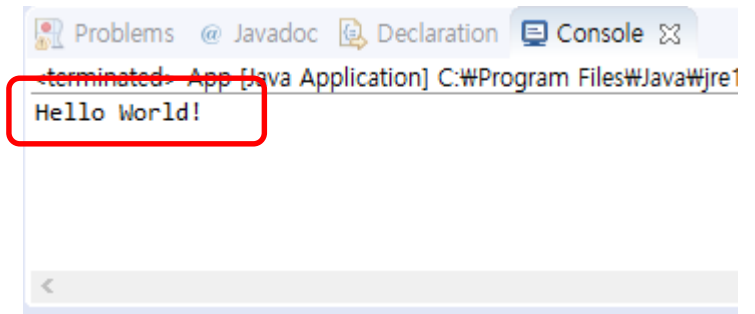 Problems @ Javadoc Declaration Console
<terminated> App [Java Application] C:₩Program Files₩Java₩jre1
Hello World!